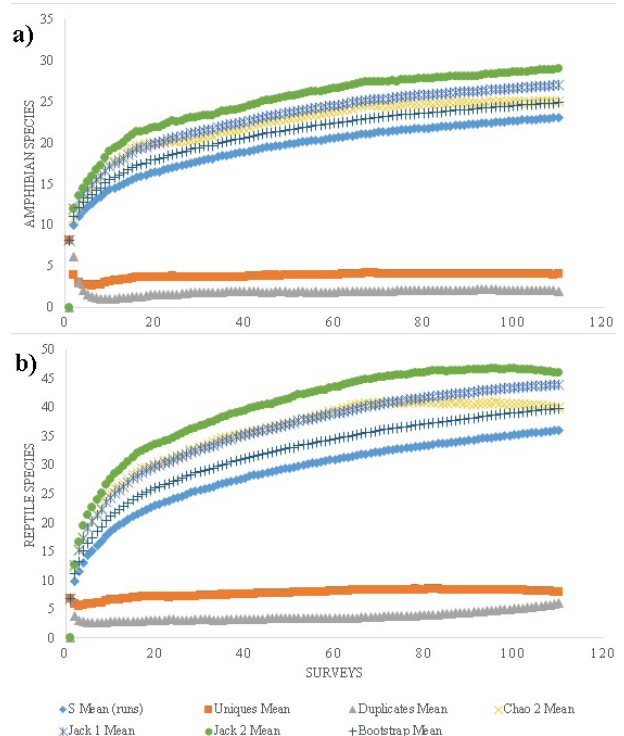 a)
35
30
25
20
15
10
5
0
AMPHIBIAN SPECIES
0 20 40 60 80 100 120
b)
50
45
40
35
30
25
20
15
10
5
0
REPTILE SPECIES
0 20 40 60 80 100 120
SURVEYS
S Mean (runs) Uniques Mean Duplicates Mean Chao 2 Mean
Jack 1 Mean Jack 2 Mean Bootstrap Mean